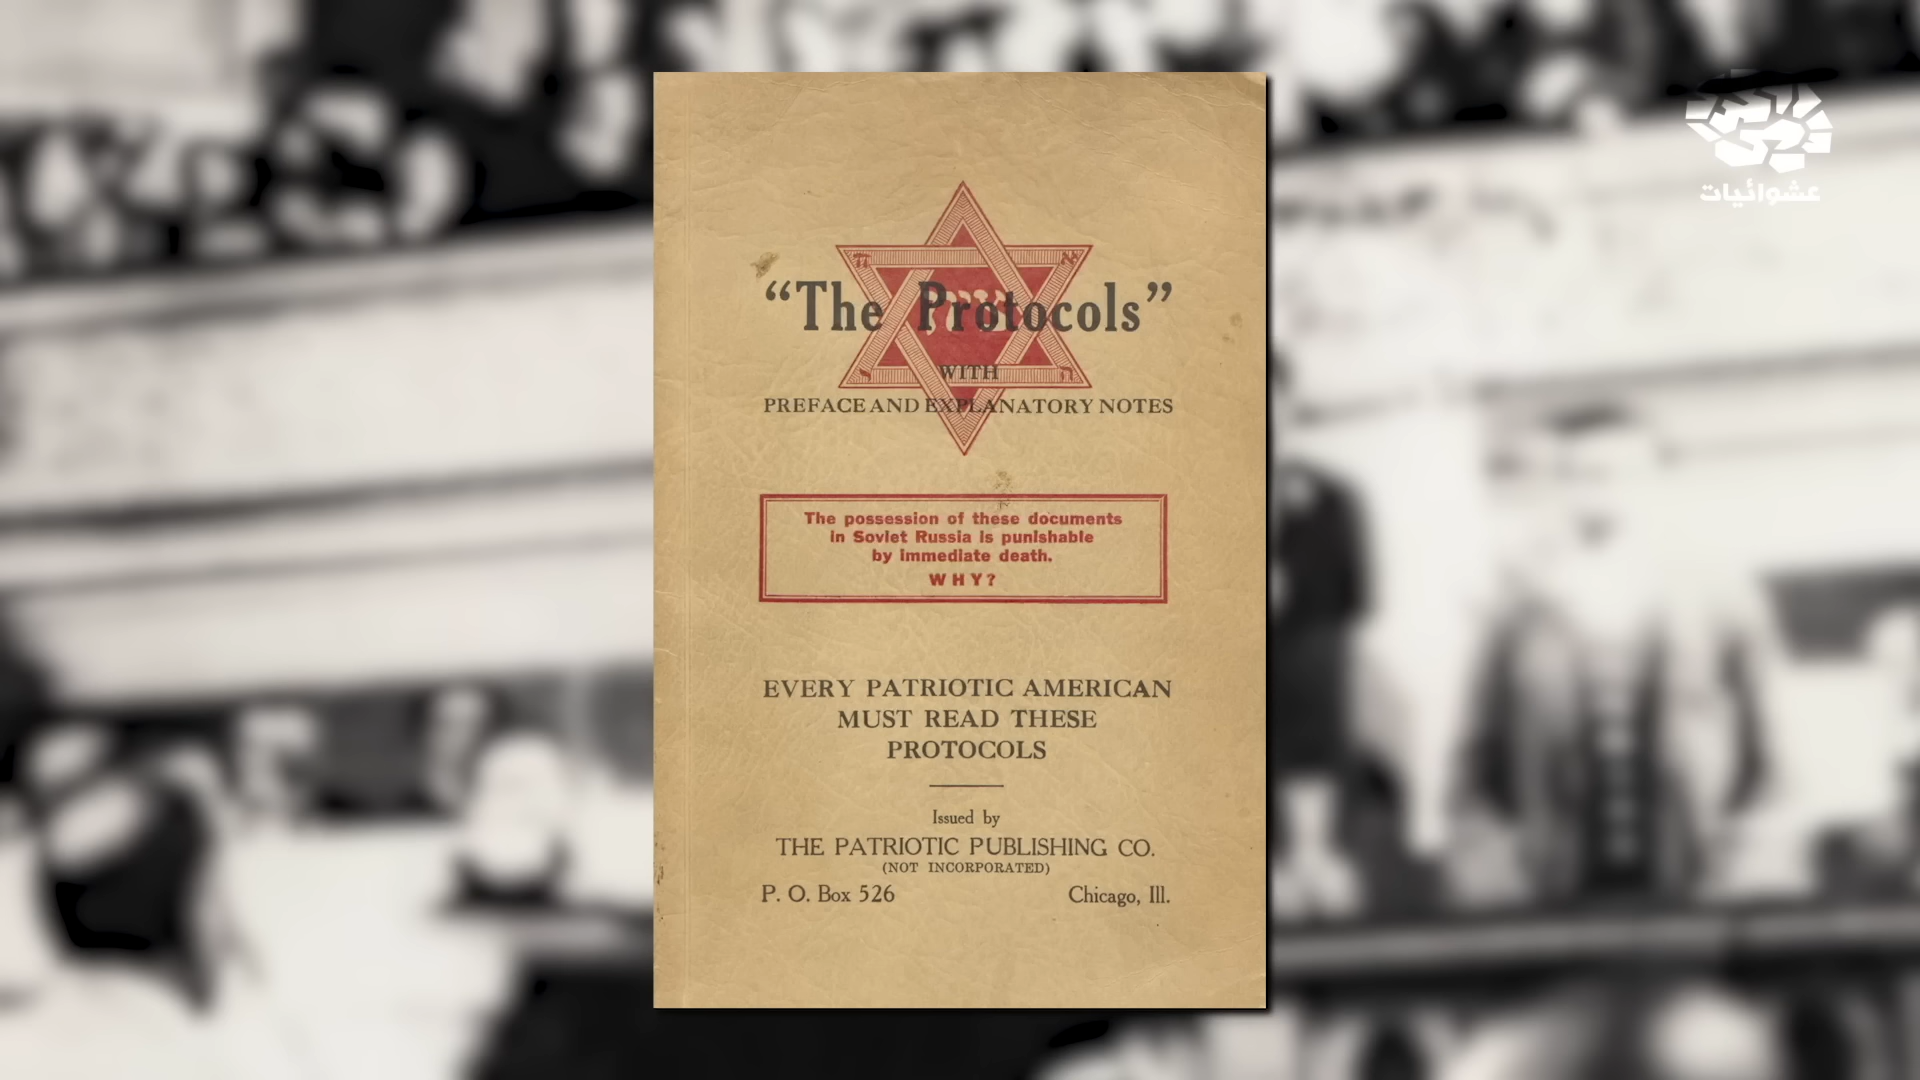 عشوائيات
“The Protocols”
WITH
PREFACE AND EXPLANATORY NOTES
The possession of these documents
in Soviet Russia is punishable
by immediate death.
WHY?
EVERY PATRIOTIC AMERICAN
MUST READ THESE
PROTOCOLS
Issued by
THE PATRIOTIC PUBLISHING CO.
(NOT INCORPORATED)
P. O. Box 526 Chicago, Ill.